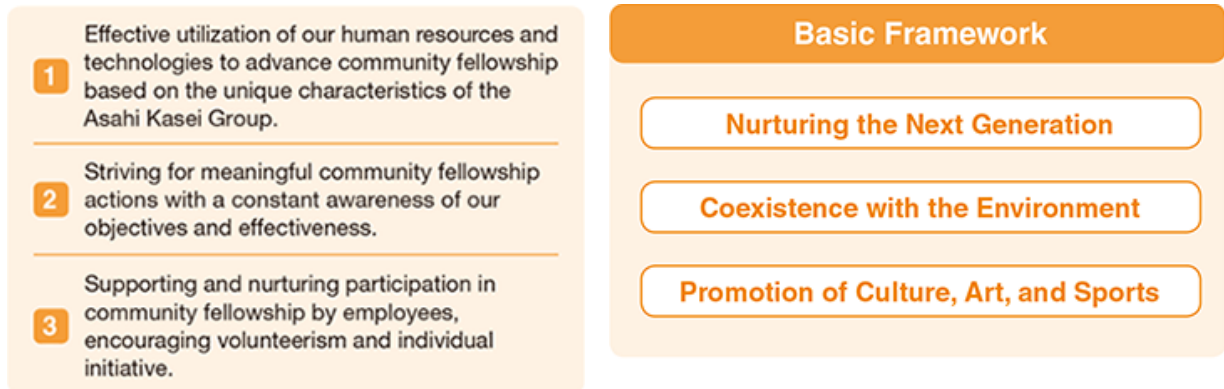 1
Effective utilization of our human resources and
technologies to advance community fellowship
based on the unique characteristics of the
Asahi Kasei Group.
2
Striving for meaningful community fellowship
actions with a constant awareness of our
objectives and effectiveness.
3
Supporting and nurturing participation in
community fellowship by employees,
encouraging volunteerism and individual
initiative.
Basic Framework
Nurturing the Next Generation
Coexistence with the Environment
Promotion of Culture, Art, and Sports